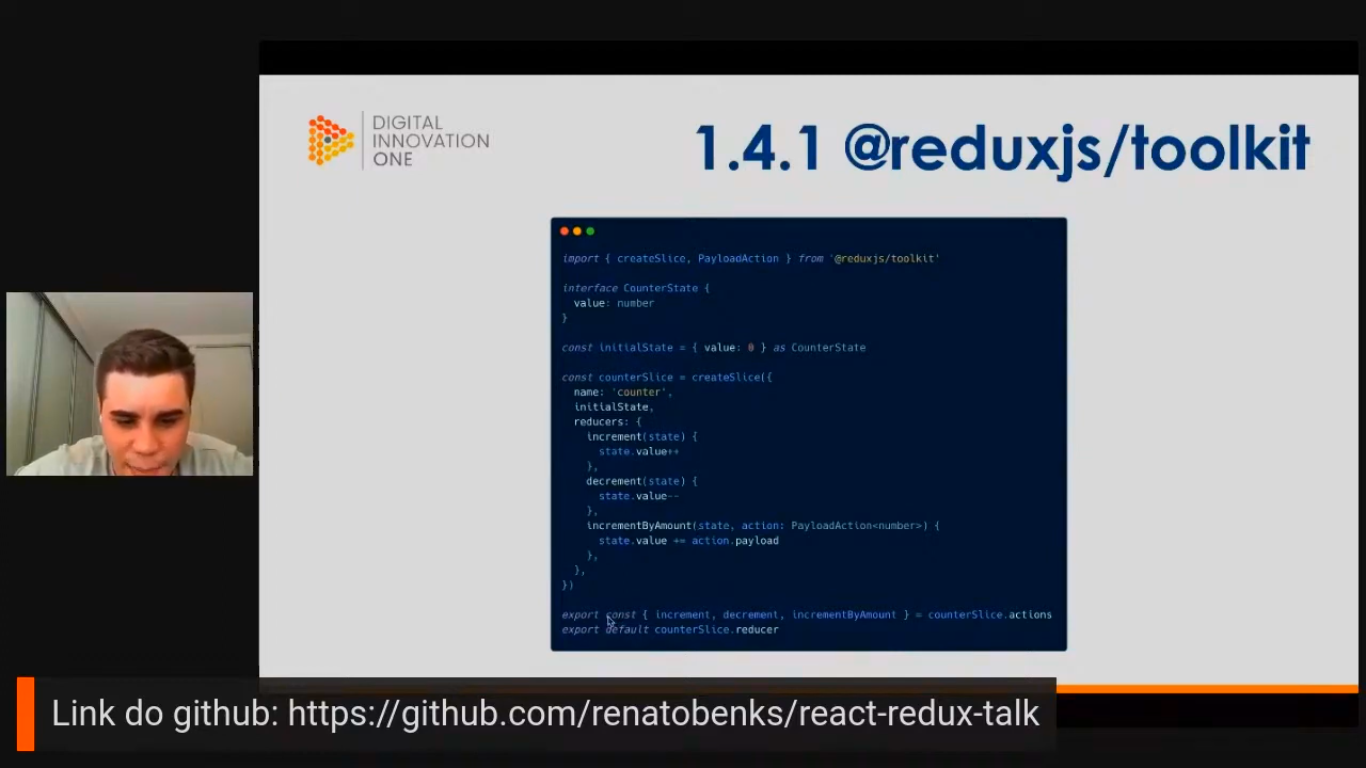 DIGITAL
INNOVATION
ONE
1.4.1 @reduxjs/toolkit
import { createSlice, PayloadAction } from '@reduxjs/toolkit'
interface CounterState {
value: number
}
const initialState = { value: 0 } as CounterState
const counterSlice = createSlice({
name: 'counter',
initialState,
reducers: {
increment(state) {
state.value++
},
decrement(state) {
state.value--
},
incrementByAmount(state, action: PayloadAction<number>) {
state.value += action.payload
},
},
})
export const { increment, decrement, incrementByAmount } = counterSlice.actions
export default counterSlice.reducer
Link do github: https://github.com/renatobenks/react-redux-talk